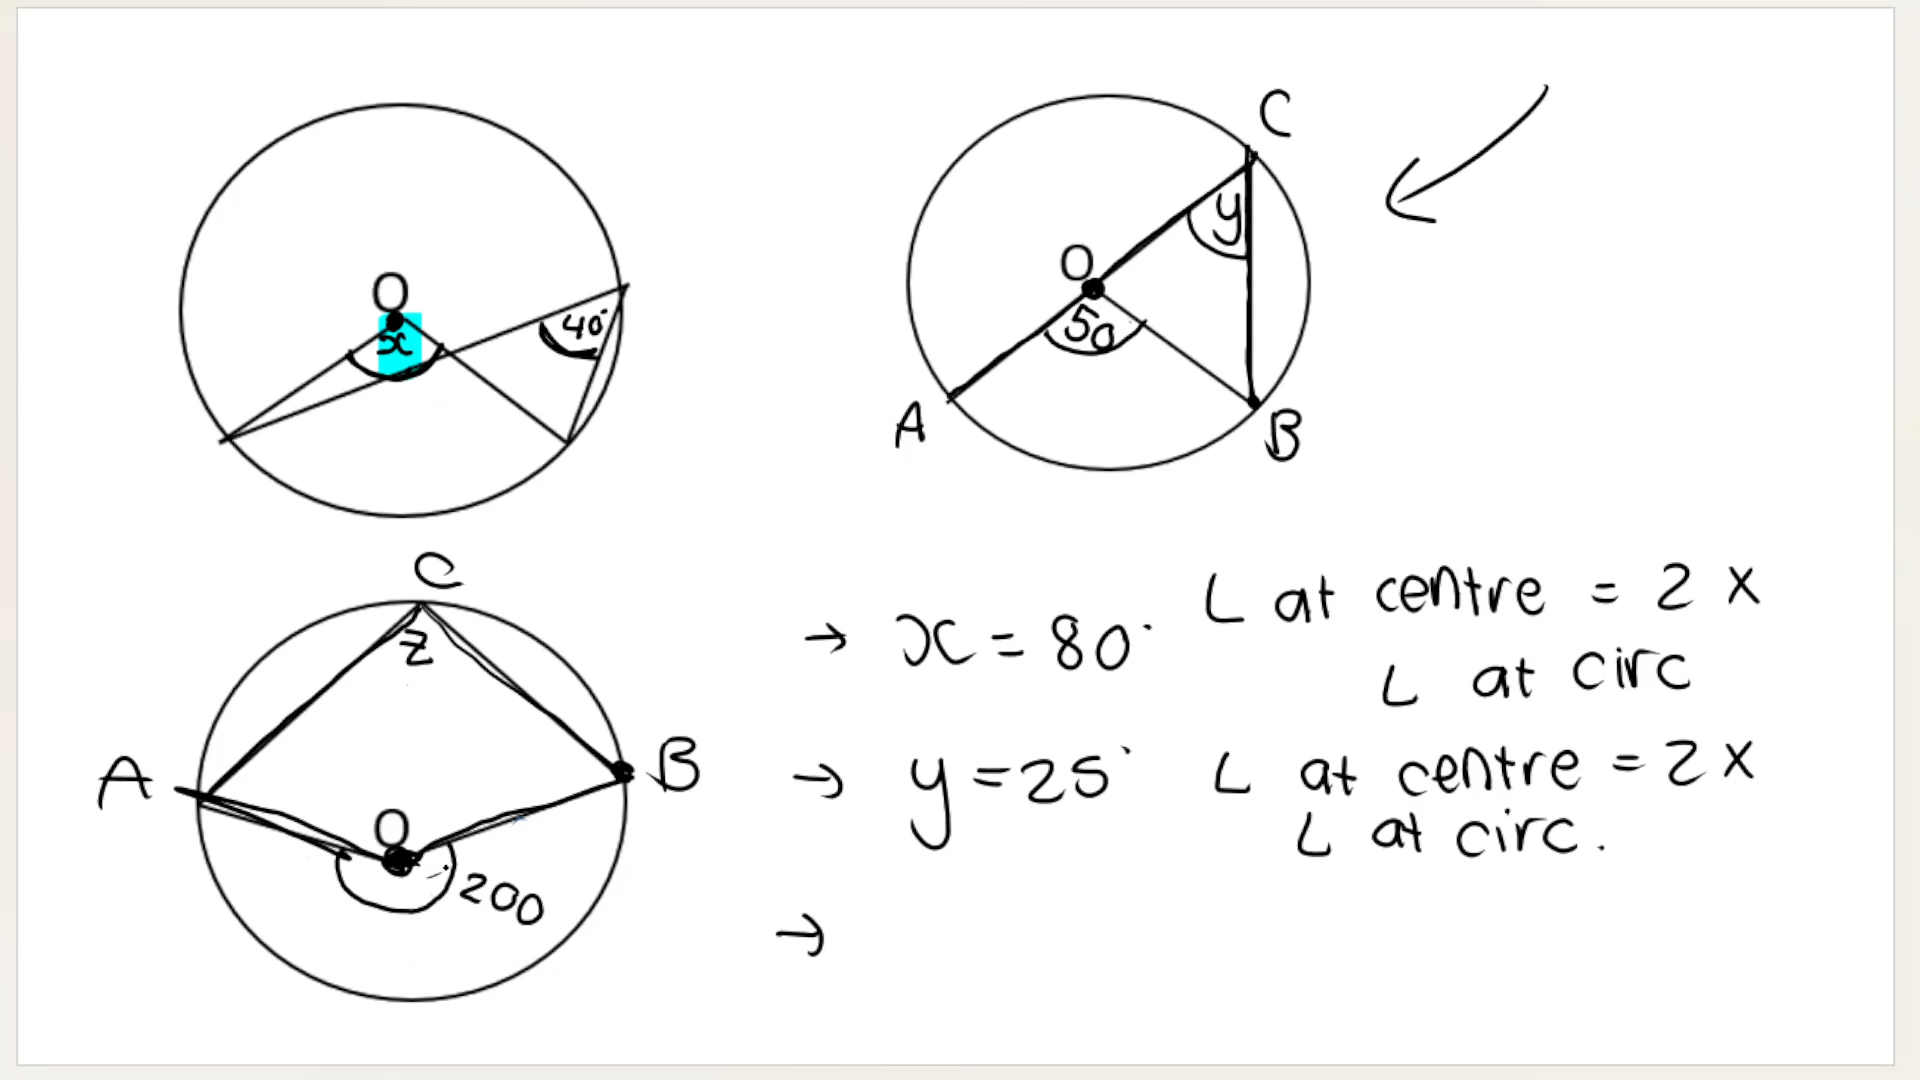 C
O
x
40°
y
O
50
A
B
C
z
A
B
O
200
→ x = 80° ∟ at centre = 2 x
∟ at circ
→ y = 25° ∟ at centre = 2 x
∟ at circ.
→